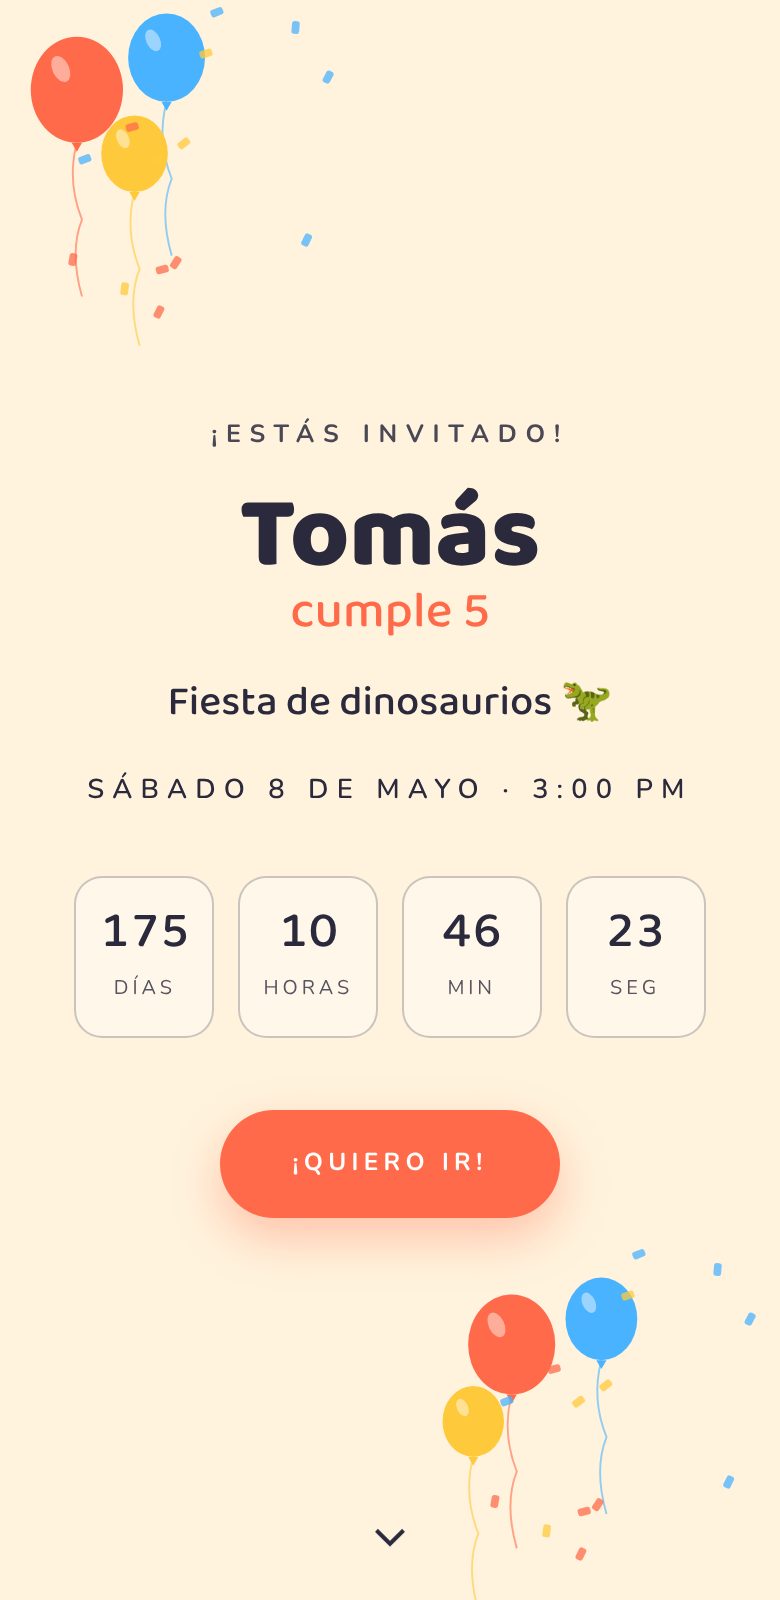 ¡ESTÁS INVITADO!
Tomás
cumple 5
Fiesta de dinosaurios 🦖
SÁBADO 8 DE MAYO · 3:00 PM
175 10 46 23
DÍAS HORAS MIN SEG
¡QUIERO IR!